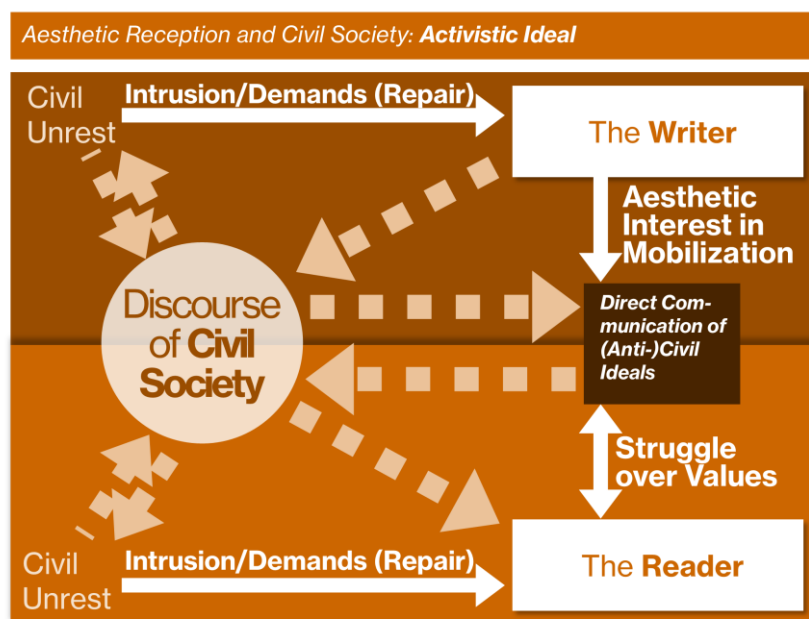 Aesthetic Reception and Civil Society: Activistic Ideal
Civil
Unrest
Intrusion/Demands (Repair)
The Writer
Aesthetic
Interest in
Mobilization
Discourse
of Civil
Society
Direct Com-
munication of
(Anti-)Civil
Ideals
Struggle
over Values
Civil
Unrest
Intrusion/Demands (Repair)
The Reader